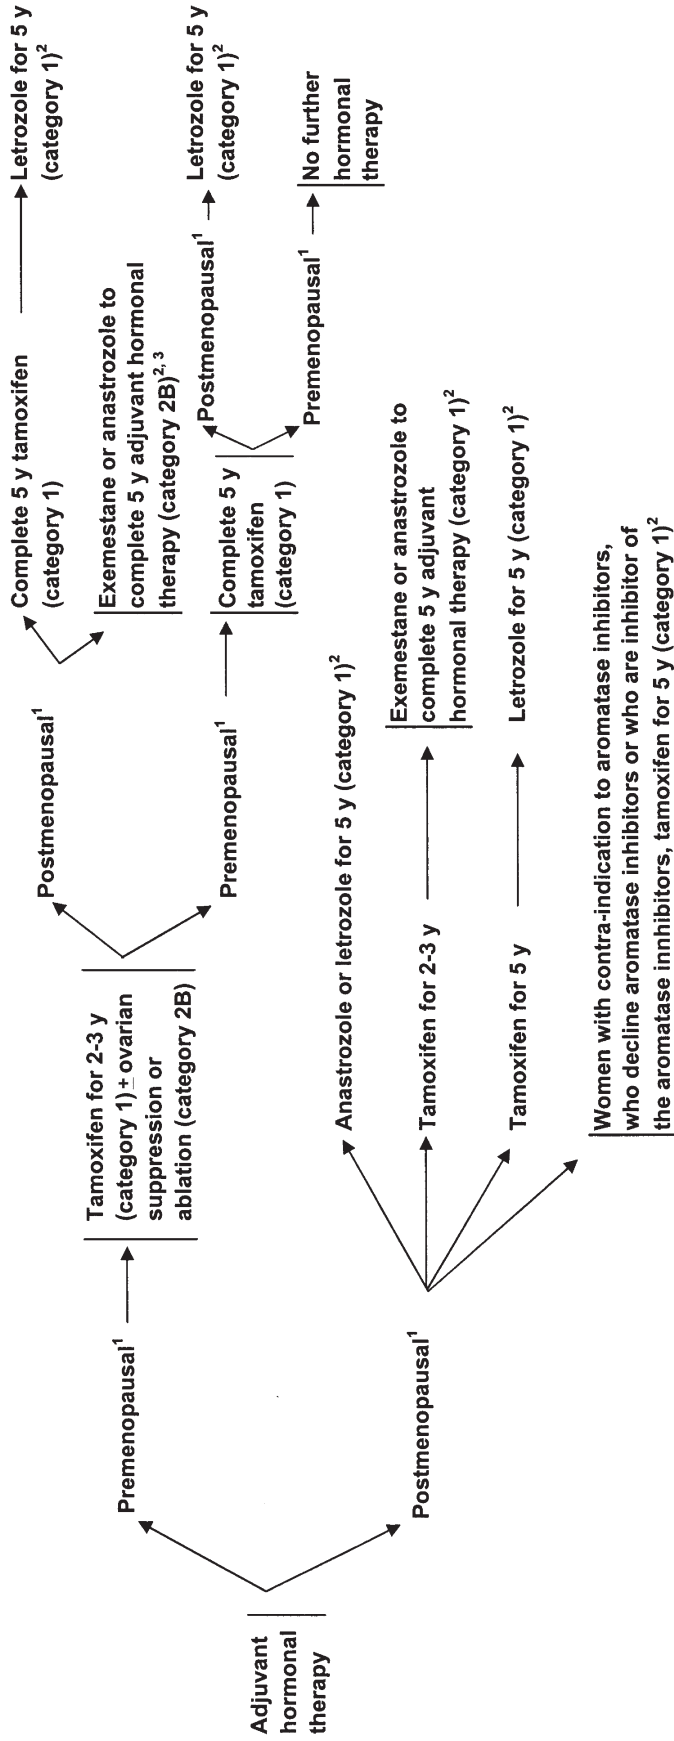 Adjuvant
hormonal
therapy
Premenopausal¹
Tamoxifen for 2-3 y
(category 1) ± ovarian
suppression or
ablation (category 2B)
Postmenopausal¹
Complete 5 y tamoxifen
(category 1)
Letrozole for 5 y
(category 1)²
Exemestane or anastrozole to
complete 5 y adjuvant hormonal
therapy (category 2B)²,³
Premenopausal¹
Complete 5 y
tamoxifen
(category 1)
Postmenopausal¹
Letrozole for 5 y
(category 1)²
Premenopausal¹
No further
hormonal
therapy
Postmenopausal¹
Anastrozole or letrozole for 5 y (category 1)²
Tamoxifen for 2-3 y
Exemestane or anastrozole to
complete 5 y adjuvant
hormonal therapy (category 1)²
Tamoxifen for 5 y
Letrozole for 5 y (category 1)²
Women with contra-indication to aromatase inhibitors,
who decline aromatase inhibitors or who are inhibitor of
the aromatase innhibitors, tamoxifen for 5 y (category 1)²